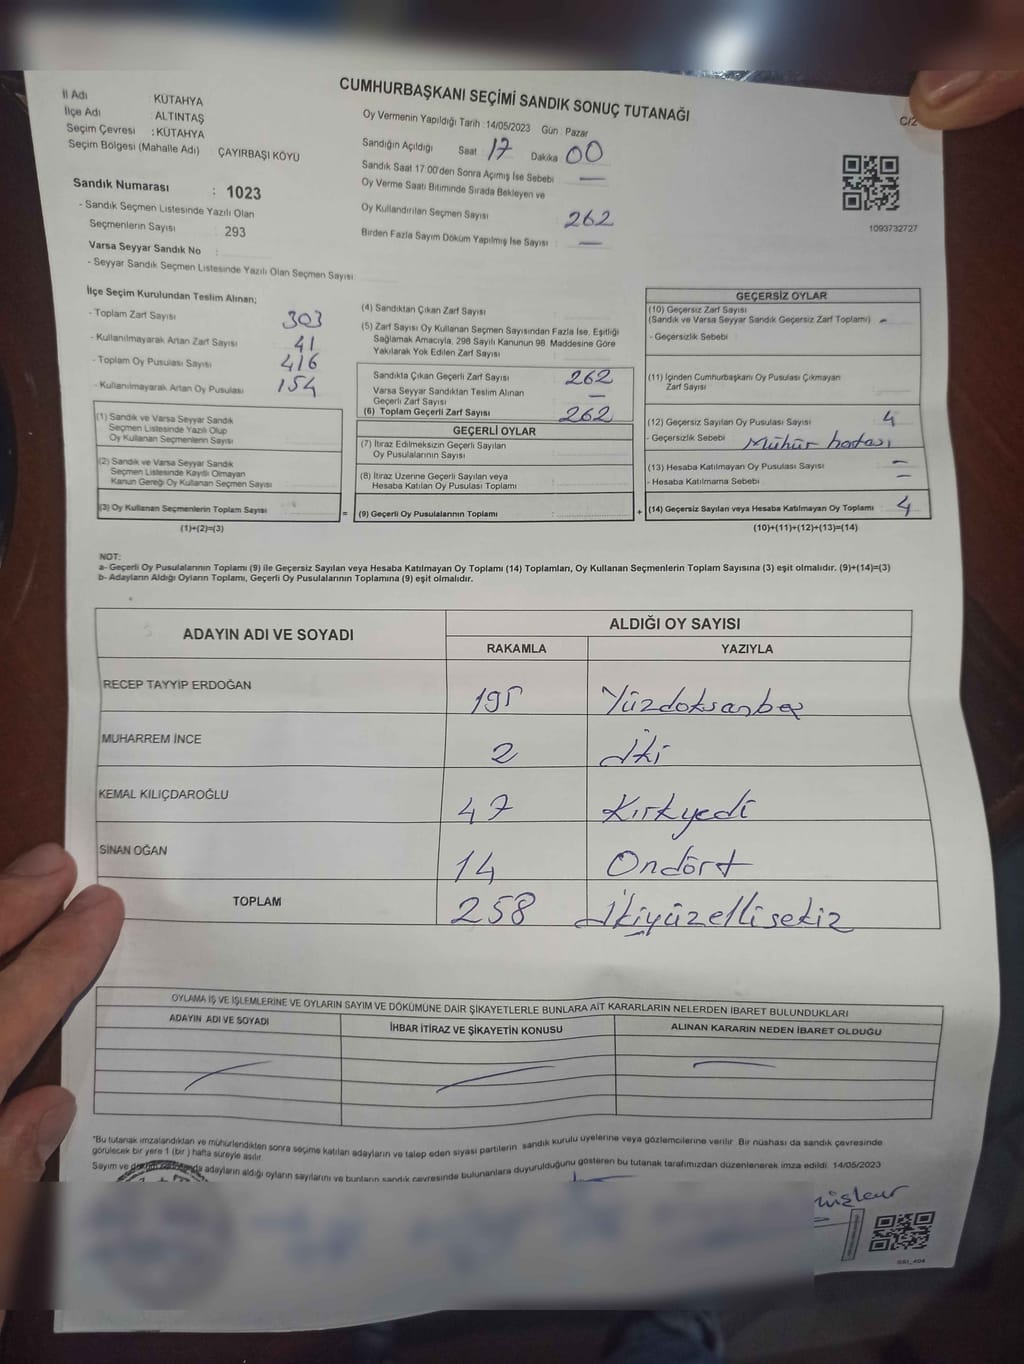 CUMHURBAŞKANI SEÇİMİ SANDIK SONUÇ TUTANAĞI
C/2
İl Adı : KÜTAHYA
İlçe Adı : ALTINTAŞ
Seçim Çevresi : KÜTAHYA
Seçim Bölgesi (Mahalle Adı) ÇAYIRBAŞI KÖYÜ
Sandık Numarası : 1023
- Sandık Seçmen Listesinde Yazılı Olan
Seçmenlerin Sayısı 293
Varsa Seyyar Sandık No :
- Seyyar Sandık Seçmen Listesinde Yazılı Olan Seçmen Sayısı
Oy Vermenin Yapıldığı Tarih :14/05/2023 Gün : Pazar
Sandığın Açıldığı Saat 17 Dakika 00
Sandık Saat 17:00'den Sonra Açılmış İse Sebebi —
Oy Verme Saati Bitiminde Sırada Bekleyen ve
Oy Kullandırılan Seçmen Sayısı 262
Birden Fazla Sayım Döküm Yapılmış İse Sayısı —
1093732727
İlçe Seçim Kurulundan Teslim Alınan;
- Toplam Zarf Sayısı 303
- Kullanılmayarak Artan Zarf Sayısı 41
- Toplam Oy Pusulası Sayısı 416
- Kullanılmayarak Artan Oy Pusulası 154
(1) Sandık ve Varsa Seyyar Sandık
Seçmen Listesinde Yazılı Olup
Oy Kullanan Seçmenlerin Sayısı
(2) Sandık ve Varsa Seyyar Sandık
Seçmen Listesinde Kayıtlı Olmayan
Kanun Gereği Oy Kullanan Seçmen Sayısı
(3) Oy Kullanan Seçmenlerin Toplam Sayısı
(1)+(2)=(3)
(4) Sandıktan Çıkan Zarf Sayısı
(5) Zarf Sayısı Oy Kullanan Seçmen Sayısından Fazla İse, Eşitliği
Sağlamak Amacıyla, 298 Sayılı Kanunun 98. Maddesine Göre
Yakılarak Yok Edilen Zarf Sayısı
Sandıkta Çıkan Geçerli Zarf Sayısı 262
Varsa Seyyar Sandıktan Teslim Alınan
Geçerli Zarf Sayısı —
(6) Toplam Geçerli Zarf Sayısı 262
GEÇERLİ OYLAR
(7) İtiraz Edilmeksizin Geçerli Sayılan
Oy Pusulalarının Sayısı
(8) İtiraz Üzerine Geçerli Sayılan veya
Hesaba Katılan Oy Pusulası Toplamı
= (9) Geçerli Oy Pusulalarının Toplamı
GEÇERSİZ OYLAR
(10) Geçersiz Zarf Sayısı
(Sandık ve Varsa Seyyar Sandık Geçersiz Zarf Toplamı) -
- Geçersizlik Sebebi
(11) İçinden Cumhurbaşkanı Oy Pusulası Çıkmayan
Zarf Sayısı
(12) Geçersiz Sayılan Oy Pusulası Sayısı 4
- Geçersizlik Sebebi Mühür hatası
(13) Hesaba Katılmayan Oy Pusulası Sayısı —
- Hesaba Katılmama Sebebi —
+ (14) Geçersiz Sayılan veya Hesaba Katılmayan Oy Toplamı 4
(10)+(11)+(12)+(13)=(14)
NOT:
a- Geçerli Oy Pusulalarının Toplamı (9) ile Geçersiz Sayılan veya Hesaba Katılmayan Oy Toplamı (14) Toplamları, Oy Kullanan Seçmenlerin Toplam Sayısına (3) eşit olmalıdır. (9)+(14)=(3)
b- Adayların Aldığı Oyların Toplamı, Geçerli Oy Pusulalarının Toplamına (9) eşit olmalıdır.
ADAYIN ADI VE SOYADI
ALDIĞI OY SAYISI
RAKAMLA YAZIYLA
RECEP TAYYİP ERDOĞAN 195 Yüzdoksanbeş
MUHARREM İNCE 2 İki
KEMAL KILIÇDAROĞLU 47 Kırkyedi
SİNAN OĞAN 14 Ondört
TOPLAM 258 İkiyüzellisekiz
OYLAMA İŞ VE İŞLEMLERİNE VE OYLARIN SAYIM VE DÖKÜMÜNE DAİR ŞİKAYETLERLE BUNLARA AİT KARARLARIN NELERDEN İBARET BULUNDUKLARI
ADAYIN ADI VE SOYADI İHBAR İTİRAZ VE ŞİKAYETİN KONUSU ALINAN KARARIN NEDEN İBARET OLDUĞU
*Bu tutanak imzalandıktan ve mühürlendikten sonra seçime katılan adayların ve talep eden siyasi partilerin sandık kurulu üyelerine veya gözlemcilerine verilir. Bir nüshası da sandık çevresinde
görülecek bir yere 1 (bir) hafta süreyle asılır.
Sayım ve adayların aldığı oyların sayılarını ve bunların sandık çevresinde bulunanlara duyurulduğunu gösteren bu tutanak tarafımızdan düzenlenerek imza edildi. 14/05/2023